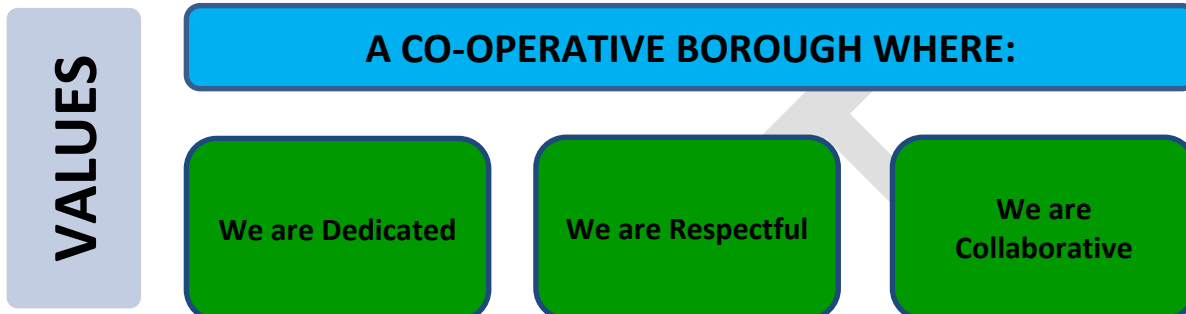 VALUES
A CO-OPERATIVE BOROUGH WHERE:
We are Dedicated
We are Respectful
We are
Collaborative